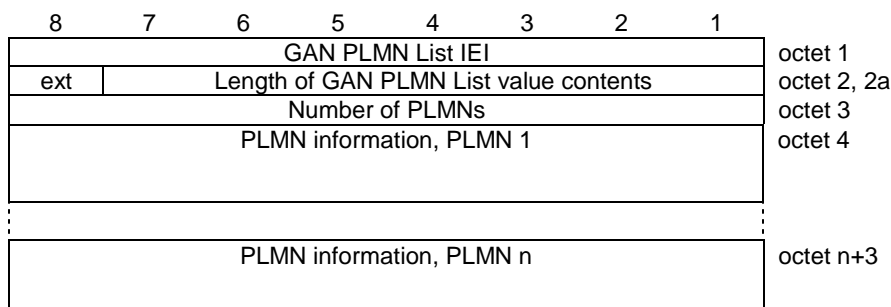 8 7 6 5 4 3 2 1
GAN PLMN List IEI octet 1
ext Length of GAN PLMN List value contents octet 2, 2a
Number of PLMNs octet 3
PLMN information, PLMN 1 octet 4
PLMN information, PLMN n octet n+3